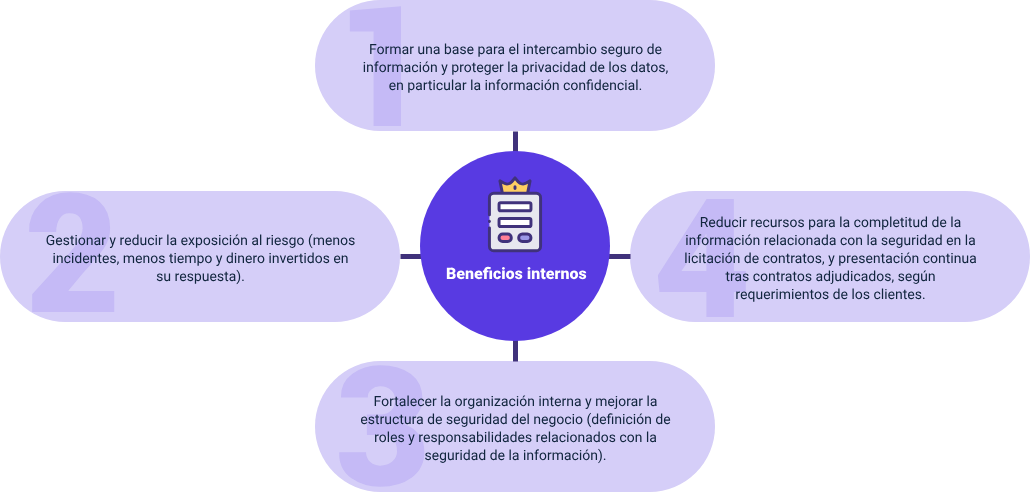 1
Formar una base para el intercambio seguro de
información y proteger la privacidad de los datos,
en particular la información confidencial.
2
Gestionar y reducir la exposición al riesgo (menos
incidentes, menos tiempo y dinero invertidos en
su respuesta).
Beneficios internos
4
Reducir recursos para la completitud de la
información relacionada con la seguridad en la
licitación de contratos, y presentación continua
tras contratos adjudicados, según
requerimientos de los clientes.
3
Fortalecer la organización interna y mejorar la
estructura de seguridad del negocio (definición de
roles y responsabilidades relacionados con la
seguridad de la información).